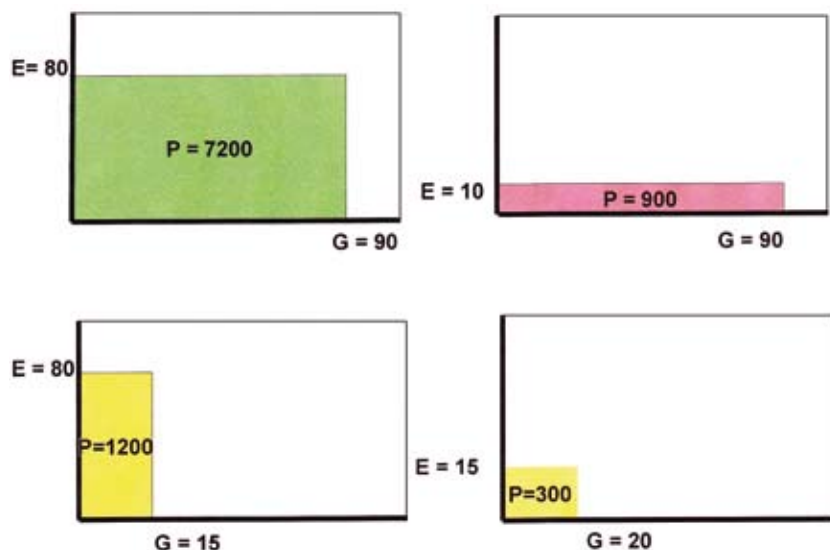 E= 80
P = 7200
G = 90
E = 10
P = 900
G = 90
E = 80
P=1200
G = 15
E = 15
P=300
G = 20